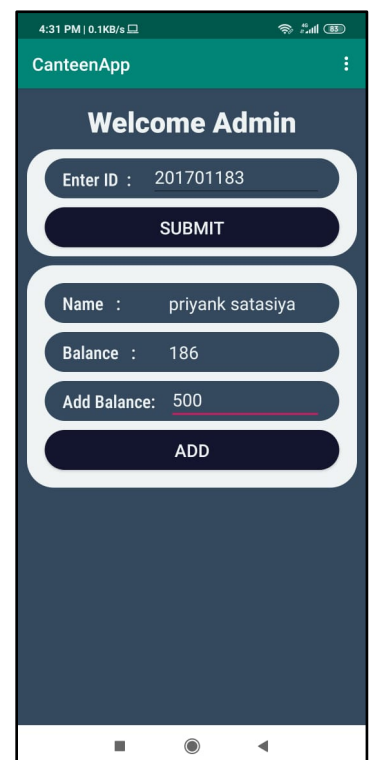 4:31 PM | 0.1KB/s 4G 83
CanteenApp
Welcome Admin
Enter ID : 201701183
SUBMIT
Name : priyank satasiya
Balance : 186
Add Balance: 500
ADD